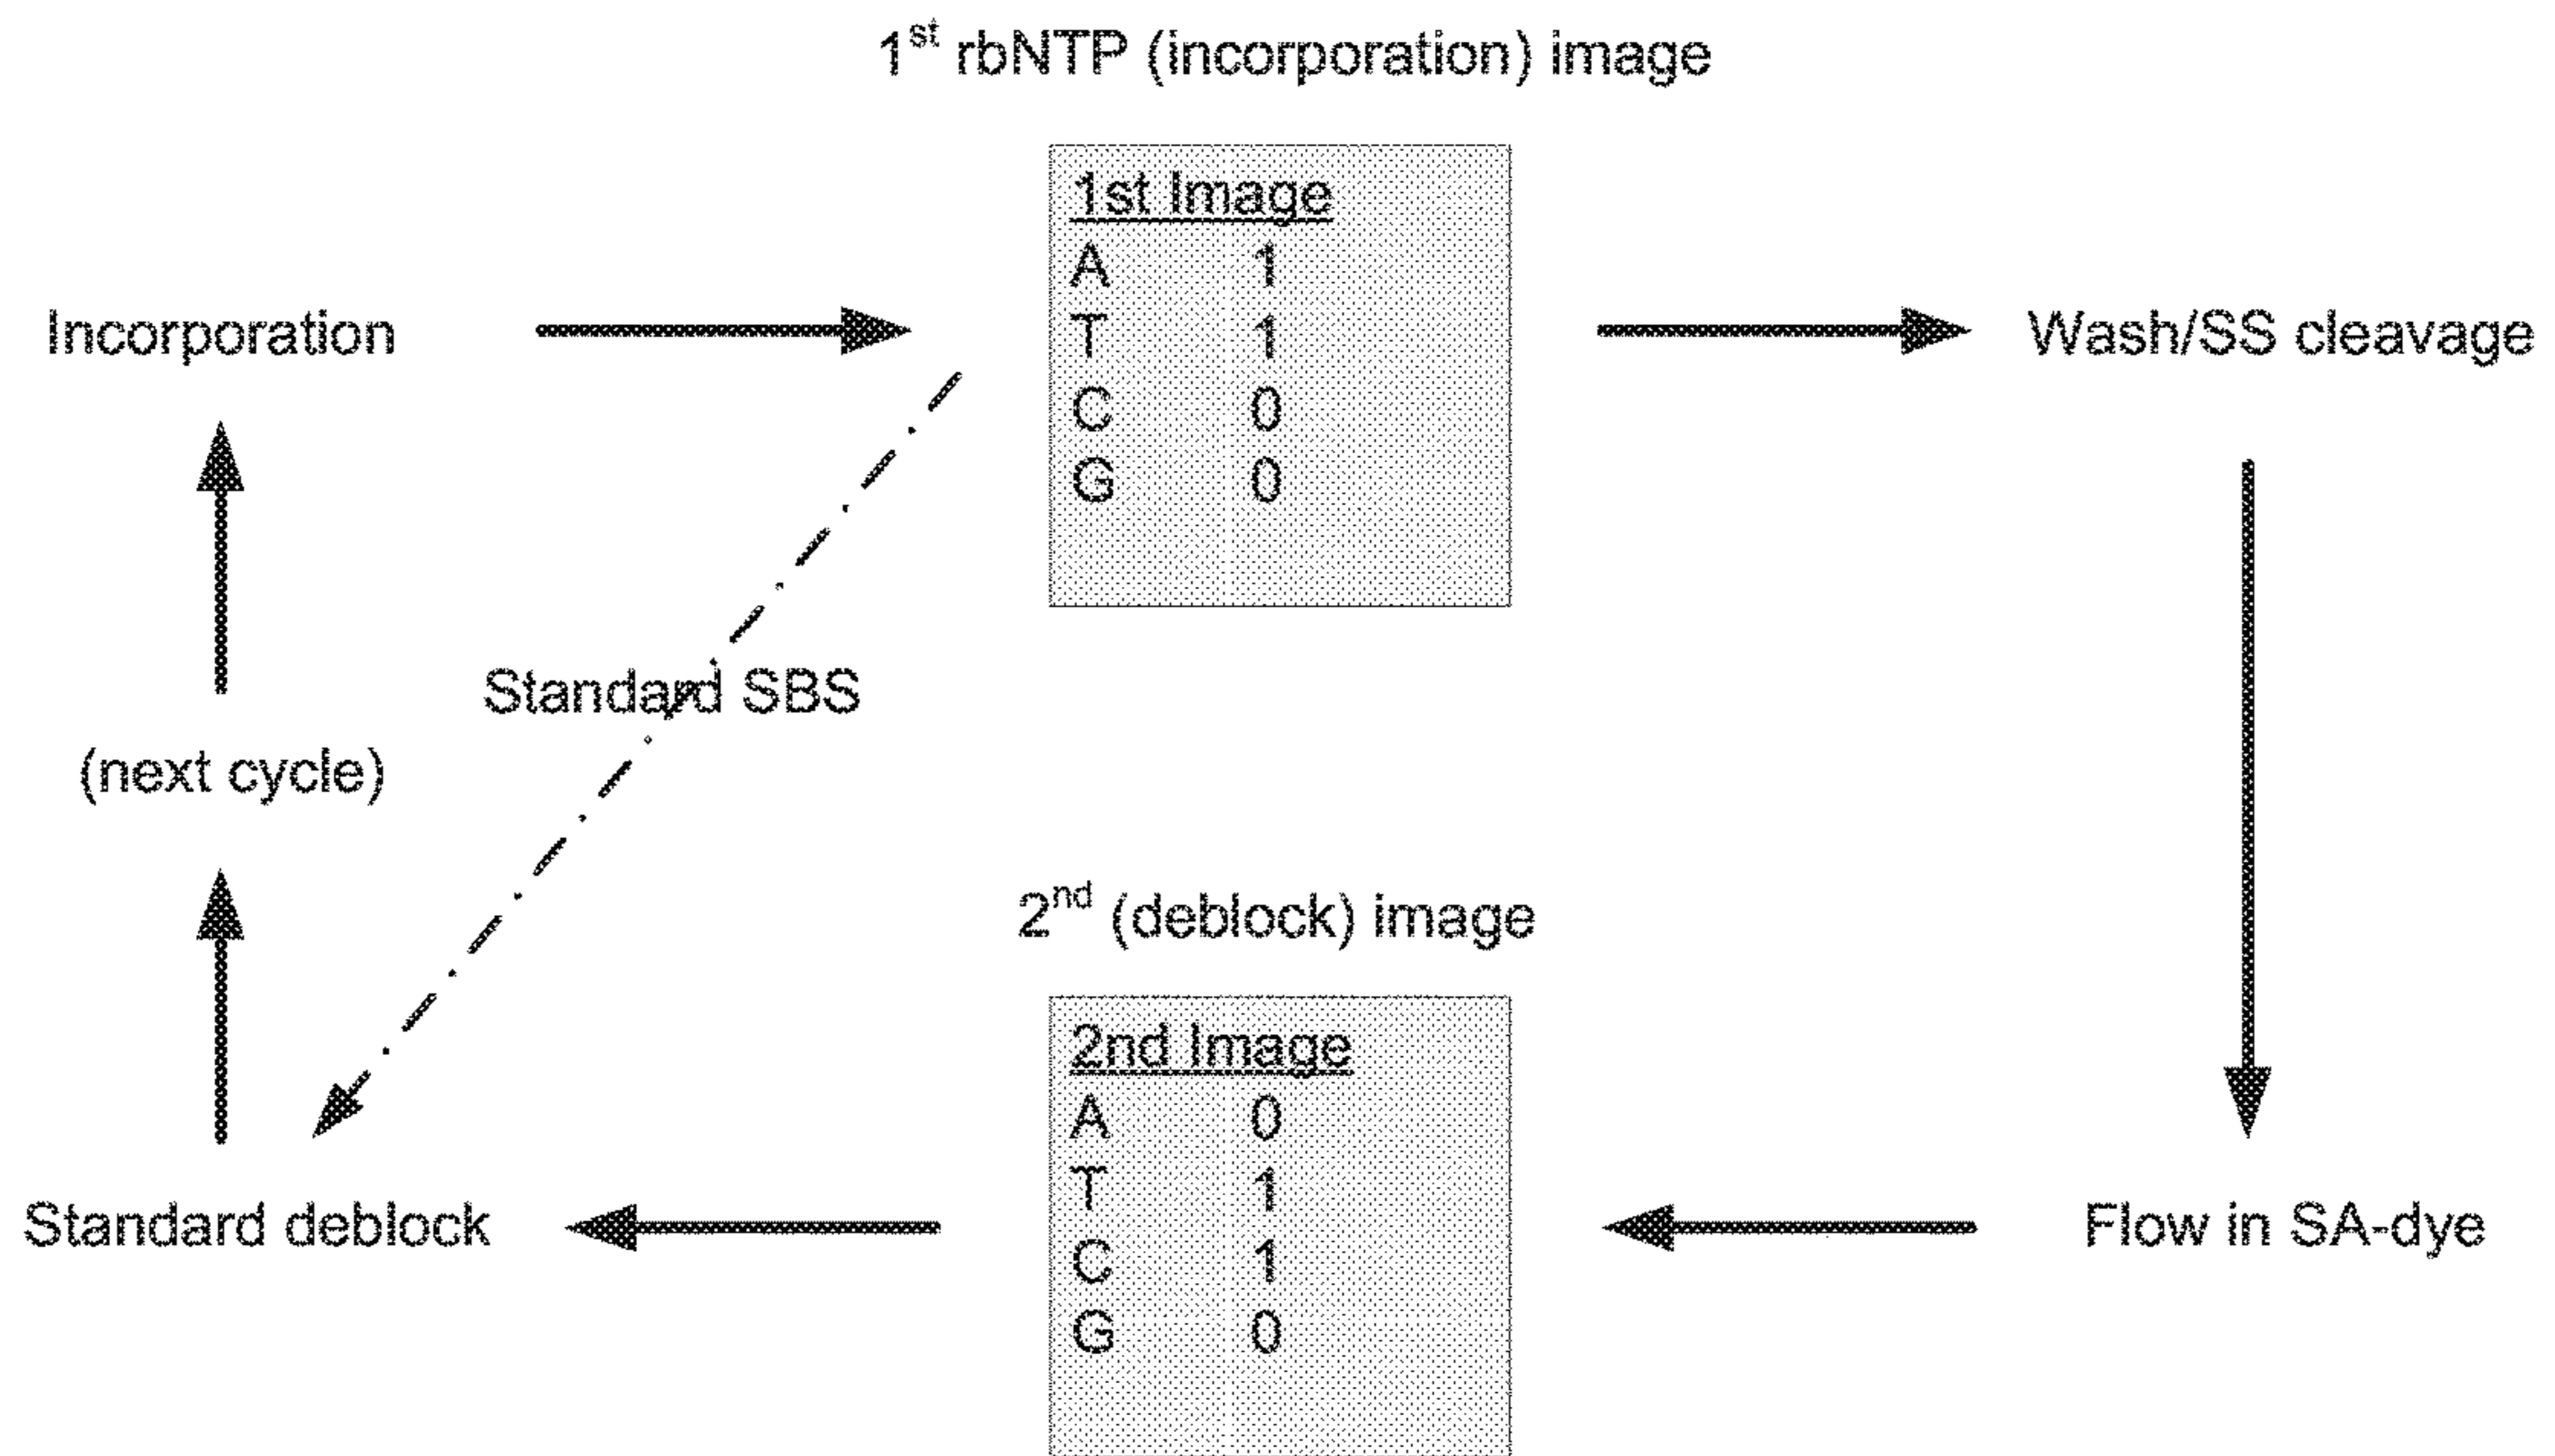 1st rbNTP (incorporation) image
1st Image
A 1
T 1
C 0
G 0
Incorporation
Wash/SS cleavage
Standard SBS
(next cycle)
2nd (deblock) image
2nd Image
A 0
T 1
C 1
G 0
Standard deblock
Flow in SA-dye